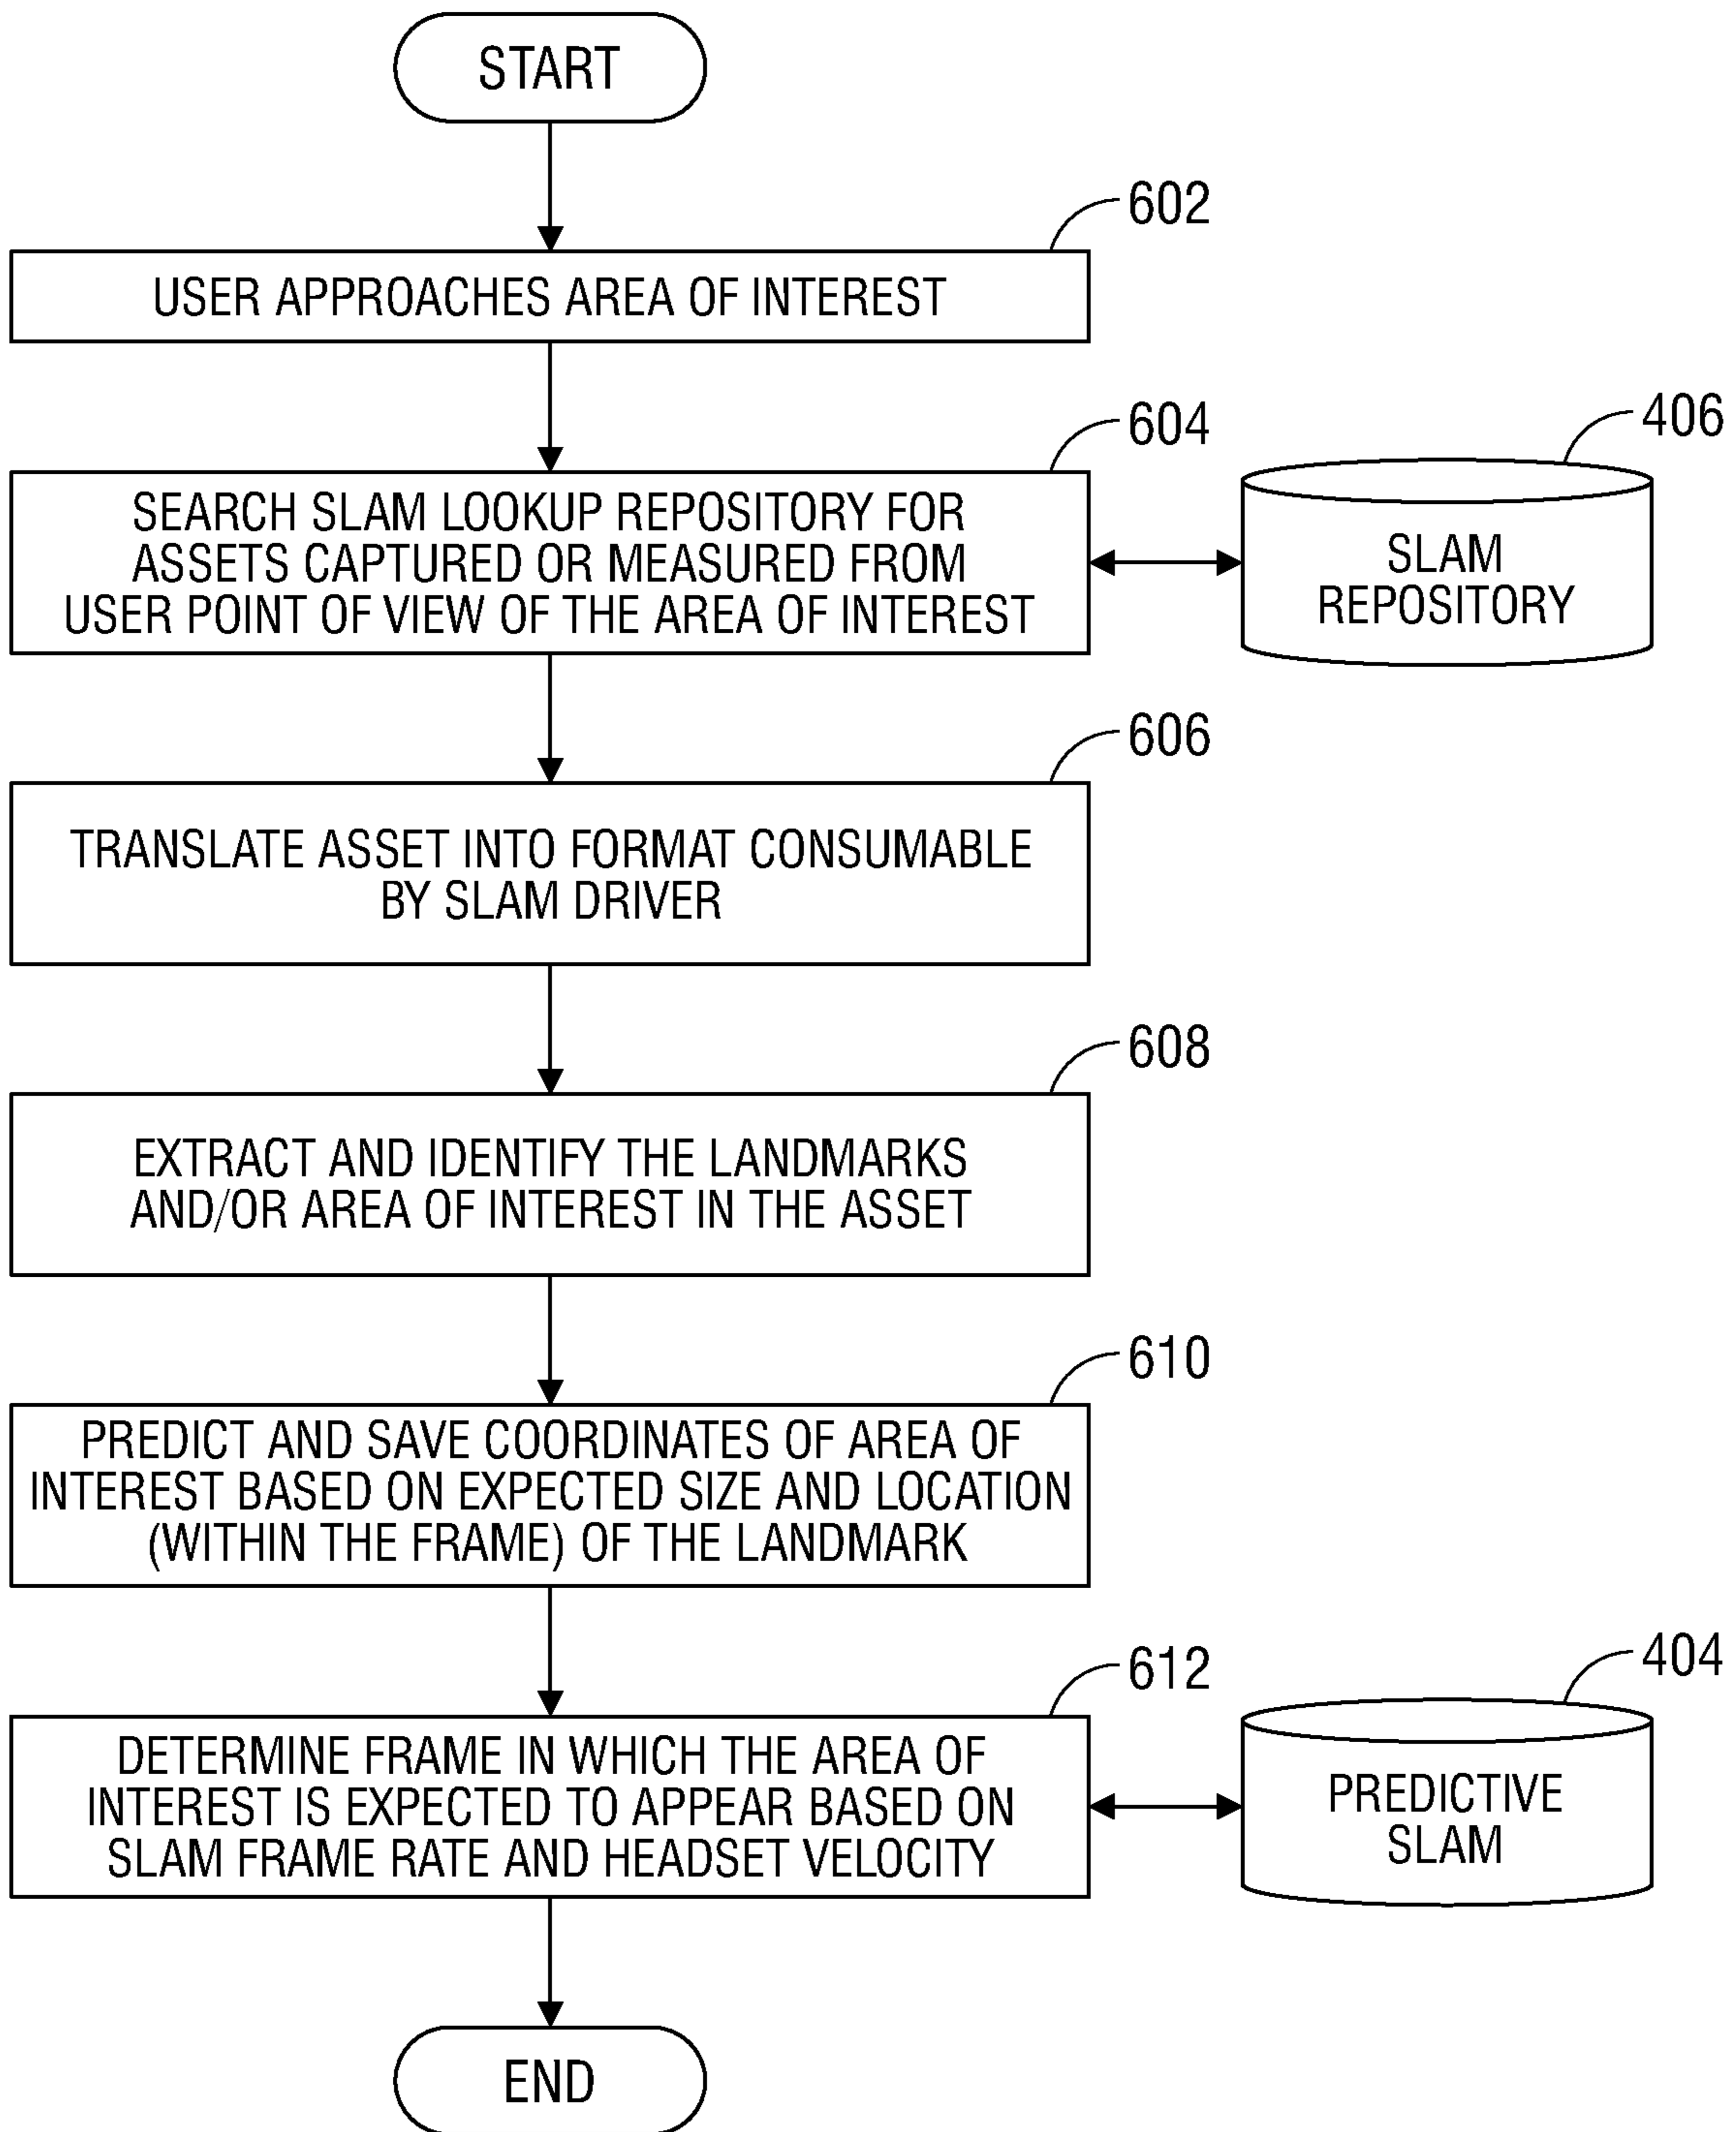 START
602
USER APPROACHES AREA OF INTEREST
604
SEARCH SLAM LOOKUP REPOSITORY FOR
ASSETS CAPTURED OR MEASURED FROM
USER POINT OF VIEW OF THE AREA OF INTEREST
406
SLAM
REPOSITORY
606
TRANSLATE ASSET INTO FORMAT CONSUMABLE
BY SLAM DRIVER
608
EXTRACT AND IDENTIFY THE LANDMARKS
AND/OR AREA OF INTEREST IN THE ASSET
610
PREDICT AND SAVE COORDINATES OF AREA OF
INTEREST BASED ON EXPECTED SIZE AND LOCATION
(WITHIN THE FRAME) OF THE LANDMARK
612
DETERMINE FRAME IN WHICH THE AREA OF
INTEREST IS EXPECTED TO APPEAR BASED ON
SLAM FRAME RATE AND HEADSET VELOCITY
404
PREDICTIVE
SLAM
END